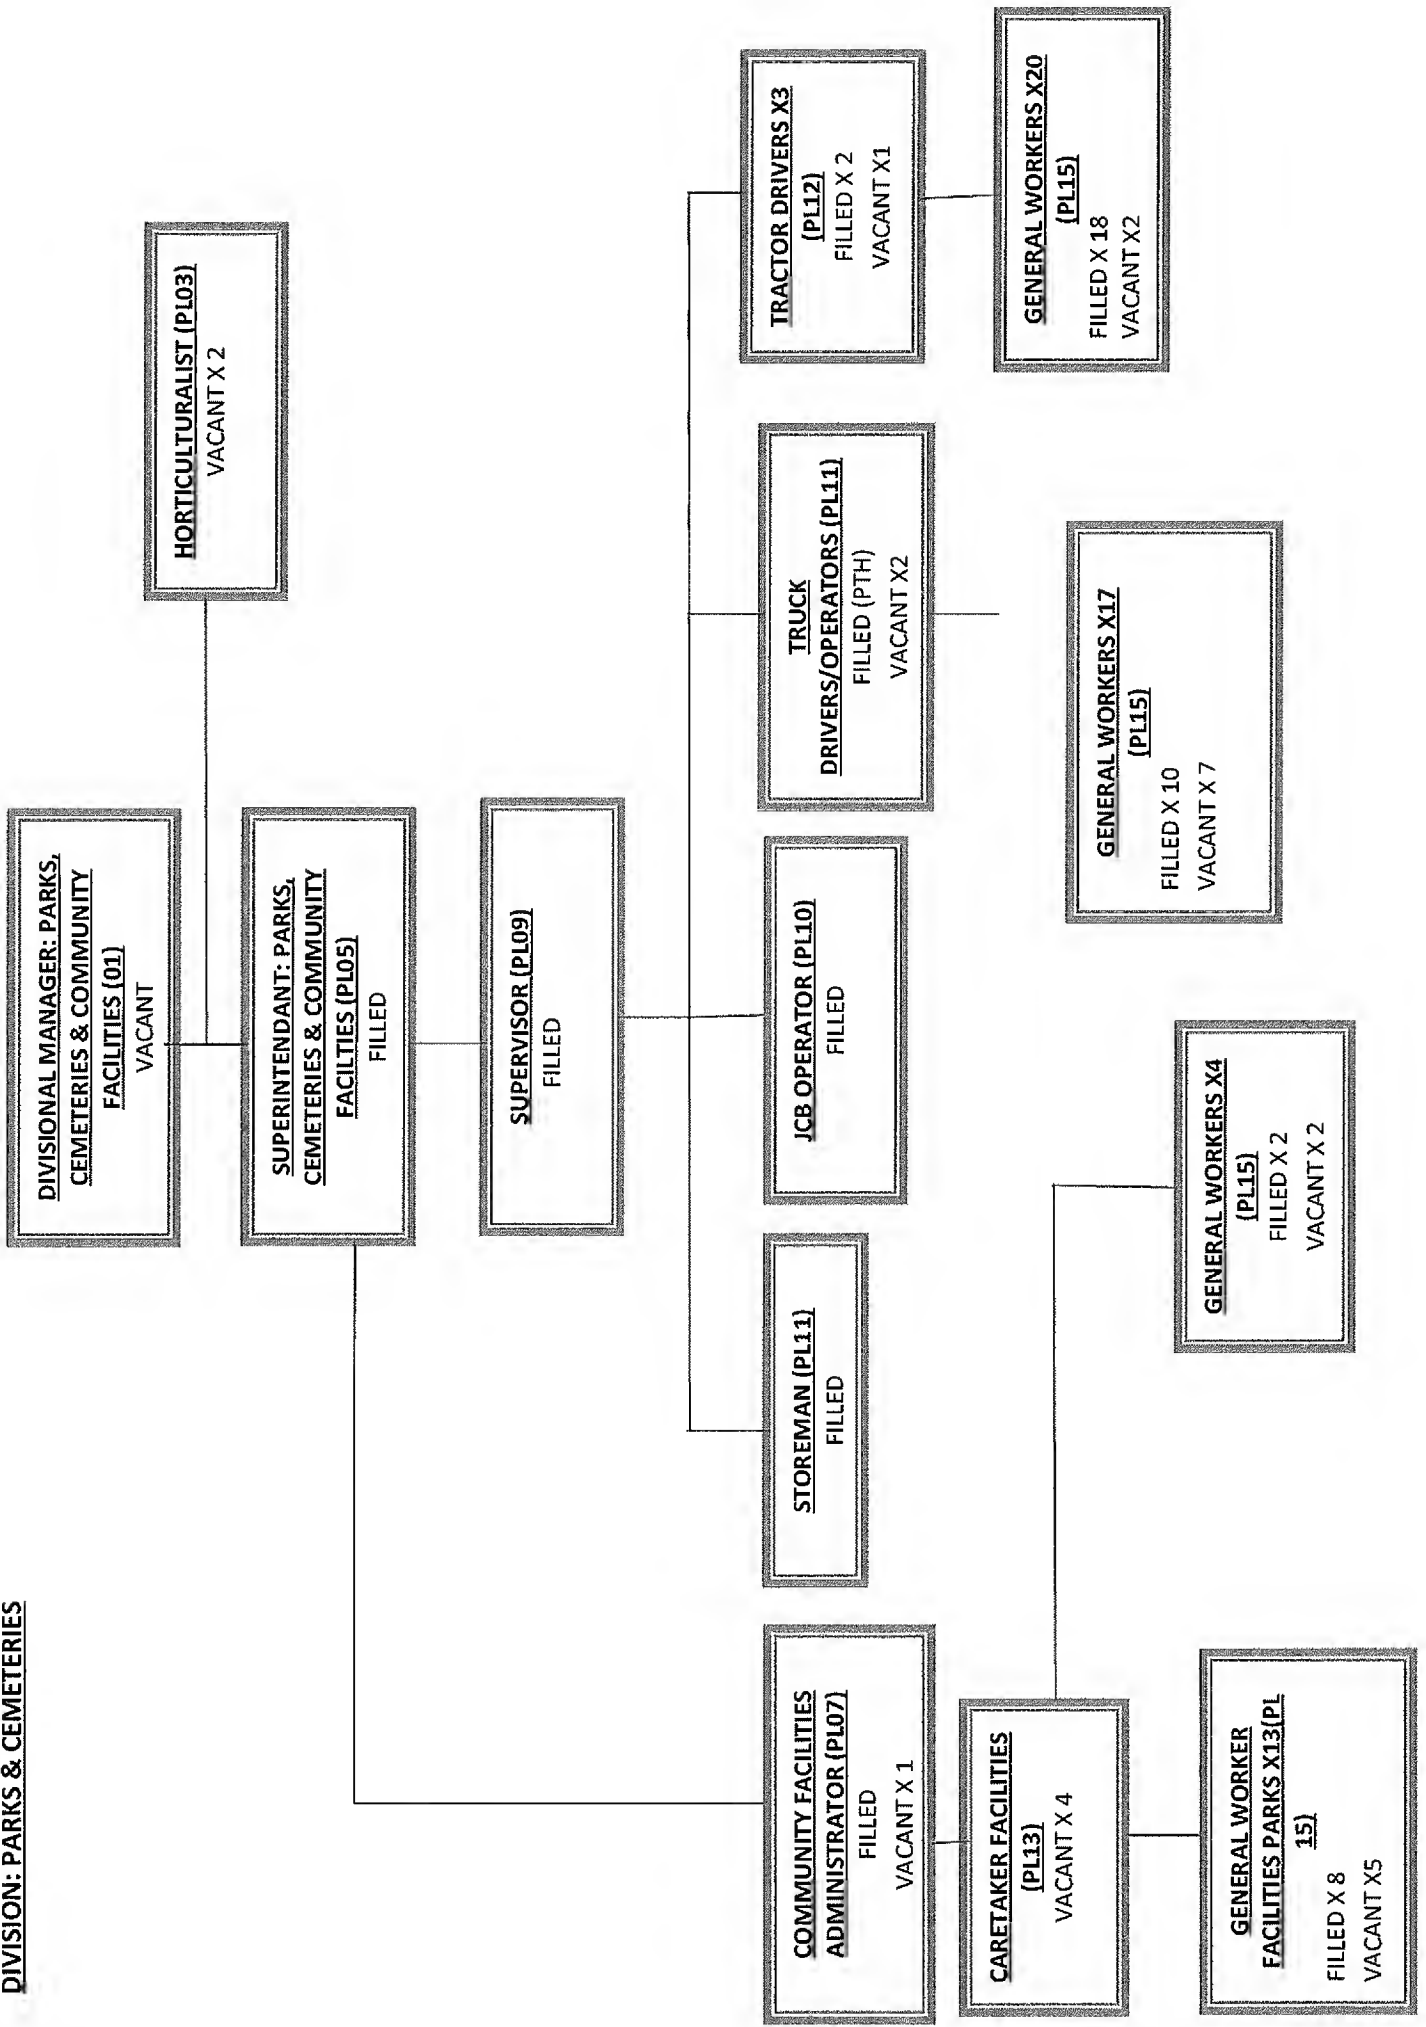 DIVISION: PARKS & CEMETERIES
DIVISIONAL MANAGER: PARKS,
CEMETERIES & COMMUNITY
FACILITIES (01)
VACANT
HORTICULTURALIST (PL03)
VACANT X 2
SUPERINTENDANT: PARKS,
CEMETERIES & COMMUNITY
FACILTIES (PL05)
FILLED
SUPERVISOR (PL09)
FILLED
COMMUNITY FACILITIES
ADMINISTRATOR (PL07)
FILLED
VACANT X 1
STOREMAN (PL11)
FILLED
JCB OPERATOR (PL10)
FILLED
TRUCK
DRIVERS/OPERATORS (PL11)
FILLED (PTH)
VACANT X2
TRACTOR DRIVERS X3
(PL12)
FILLED X 2
VACANT X1
CARETAKER FACILITIES
(PL13)
VACANT X 4
GENERAL WORKERS X17
(PL15)
FILLED X 10
VACANT X 7
GENERAL WORKERS X20
(PL15)
FILLED X 18
VACANT X2
GENERAL WORKER
FACILITIES PARKS X13(PL
15)
FILLED X 8
VACANT X5
GENERAL WORKERS X4
(PL15)
FILLED X 2
VACANT X 2